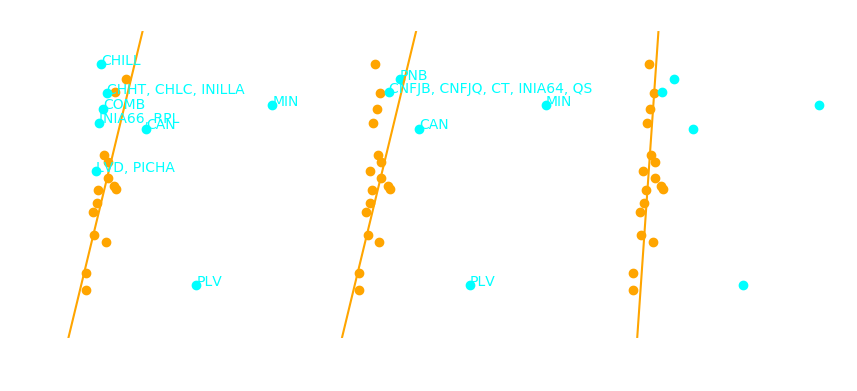 CHILL
CHHT, CHLC, INILLA
COMB
INIA66, RPL
CAN
MIN
LVD, PICHA
PLV
PNB
CNFJB, CNFJQ, CT, INIA64, QS
MIN
CAN
PLV